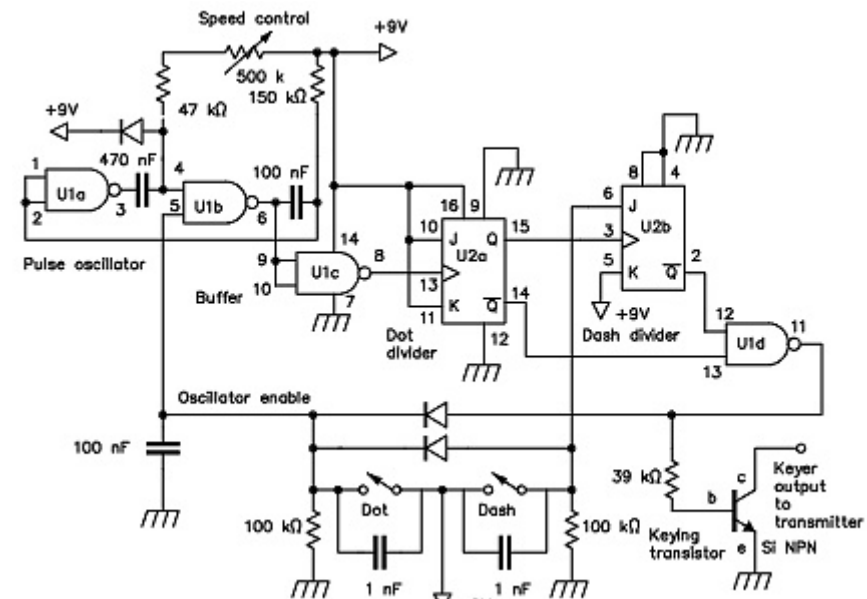 Speed control
+9V
500 k
150 kΩ
47 kΩ
+9V
470 nF
100 nF
1
2
U1a
3
4
5
U1b
6
Pulse oscillator
14
9
10
U1c
8
7
Buffer
16
9
10
J
Q
15
U2a
13
K
Q
14
11
12
Dot
divider
8
4
6
J
U2b
3
5
K
Q
2
+9V
Dash divider
12
11
U1d
13
Oscillator enable
100 nF
100 kΩ
Dot
Dash
1 nF
1 nF
100 kΩ
39 kΩ
b
c
e
Si NPN
Keying
transistor
Keyer
output
to
transmitter